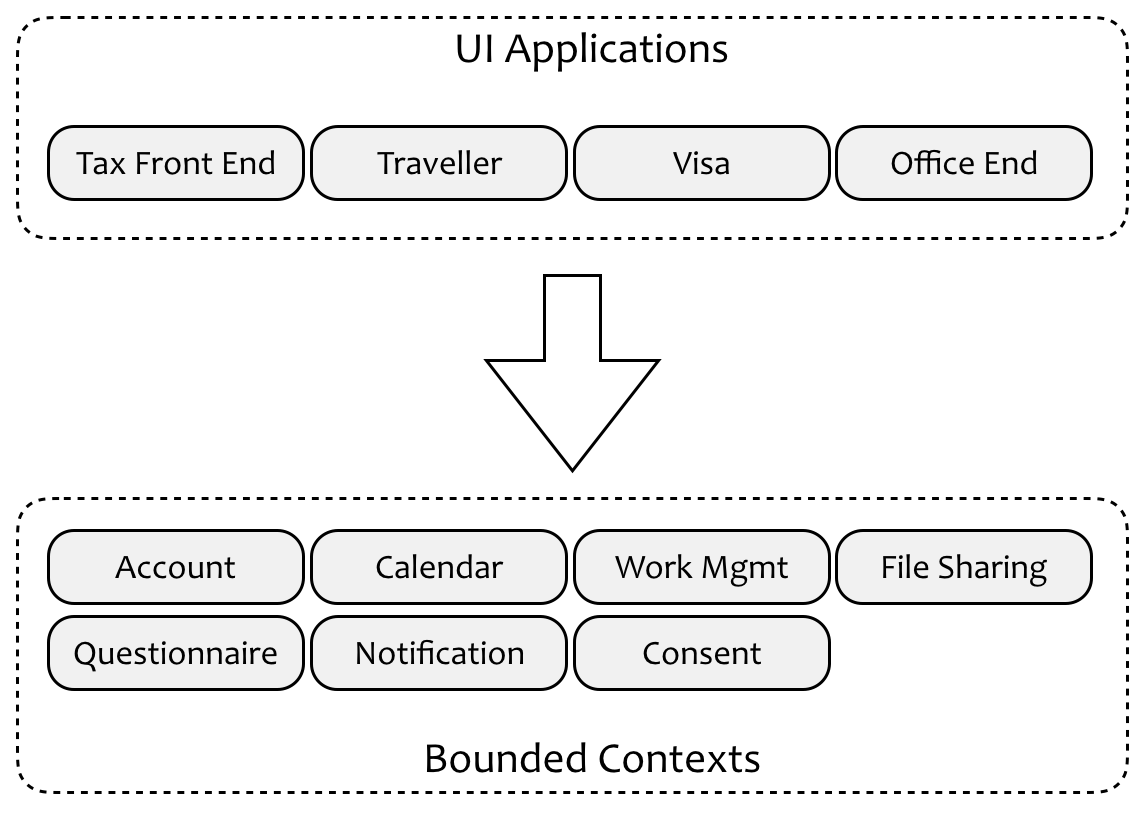 UI Applications
Tax Front End
Traveller
Visa
Office End
Account
Calendar
Work Mgmt
File Sharing
Questionnaire
Notification
Consent
Bounded Contexts